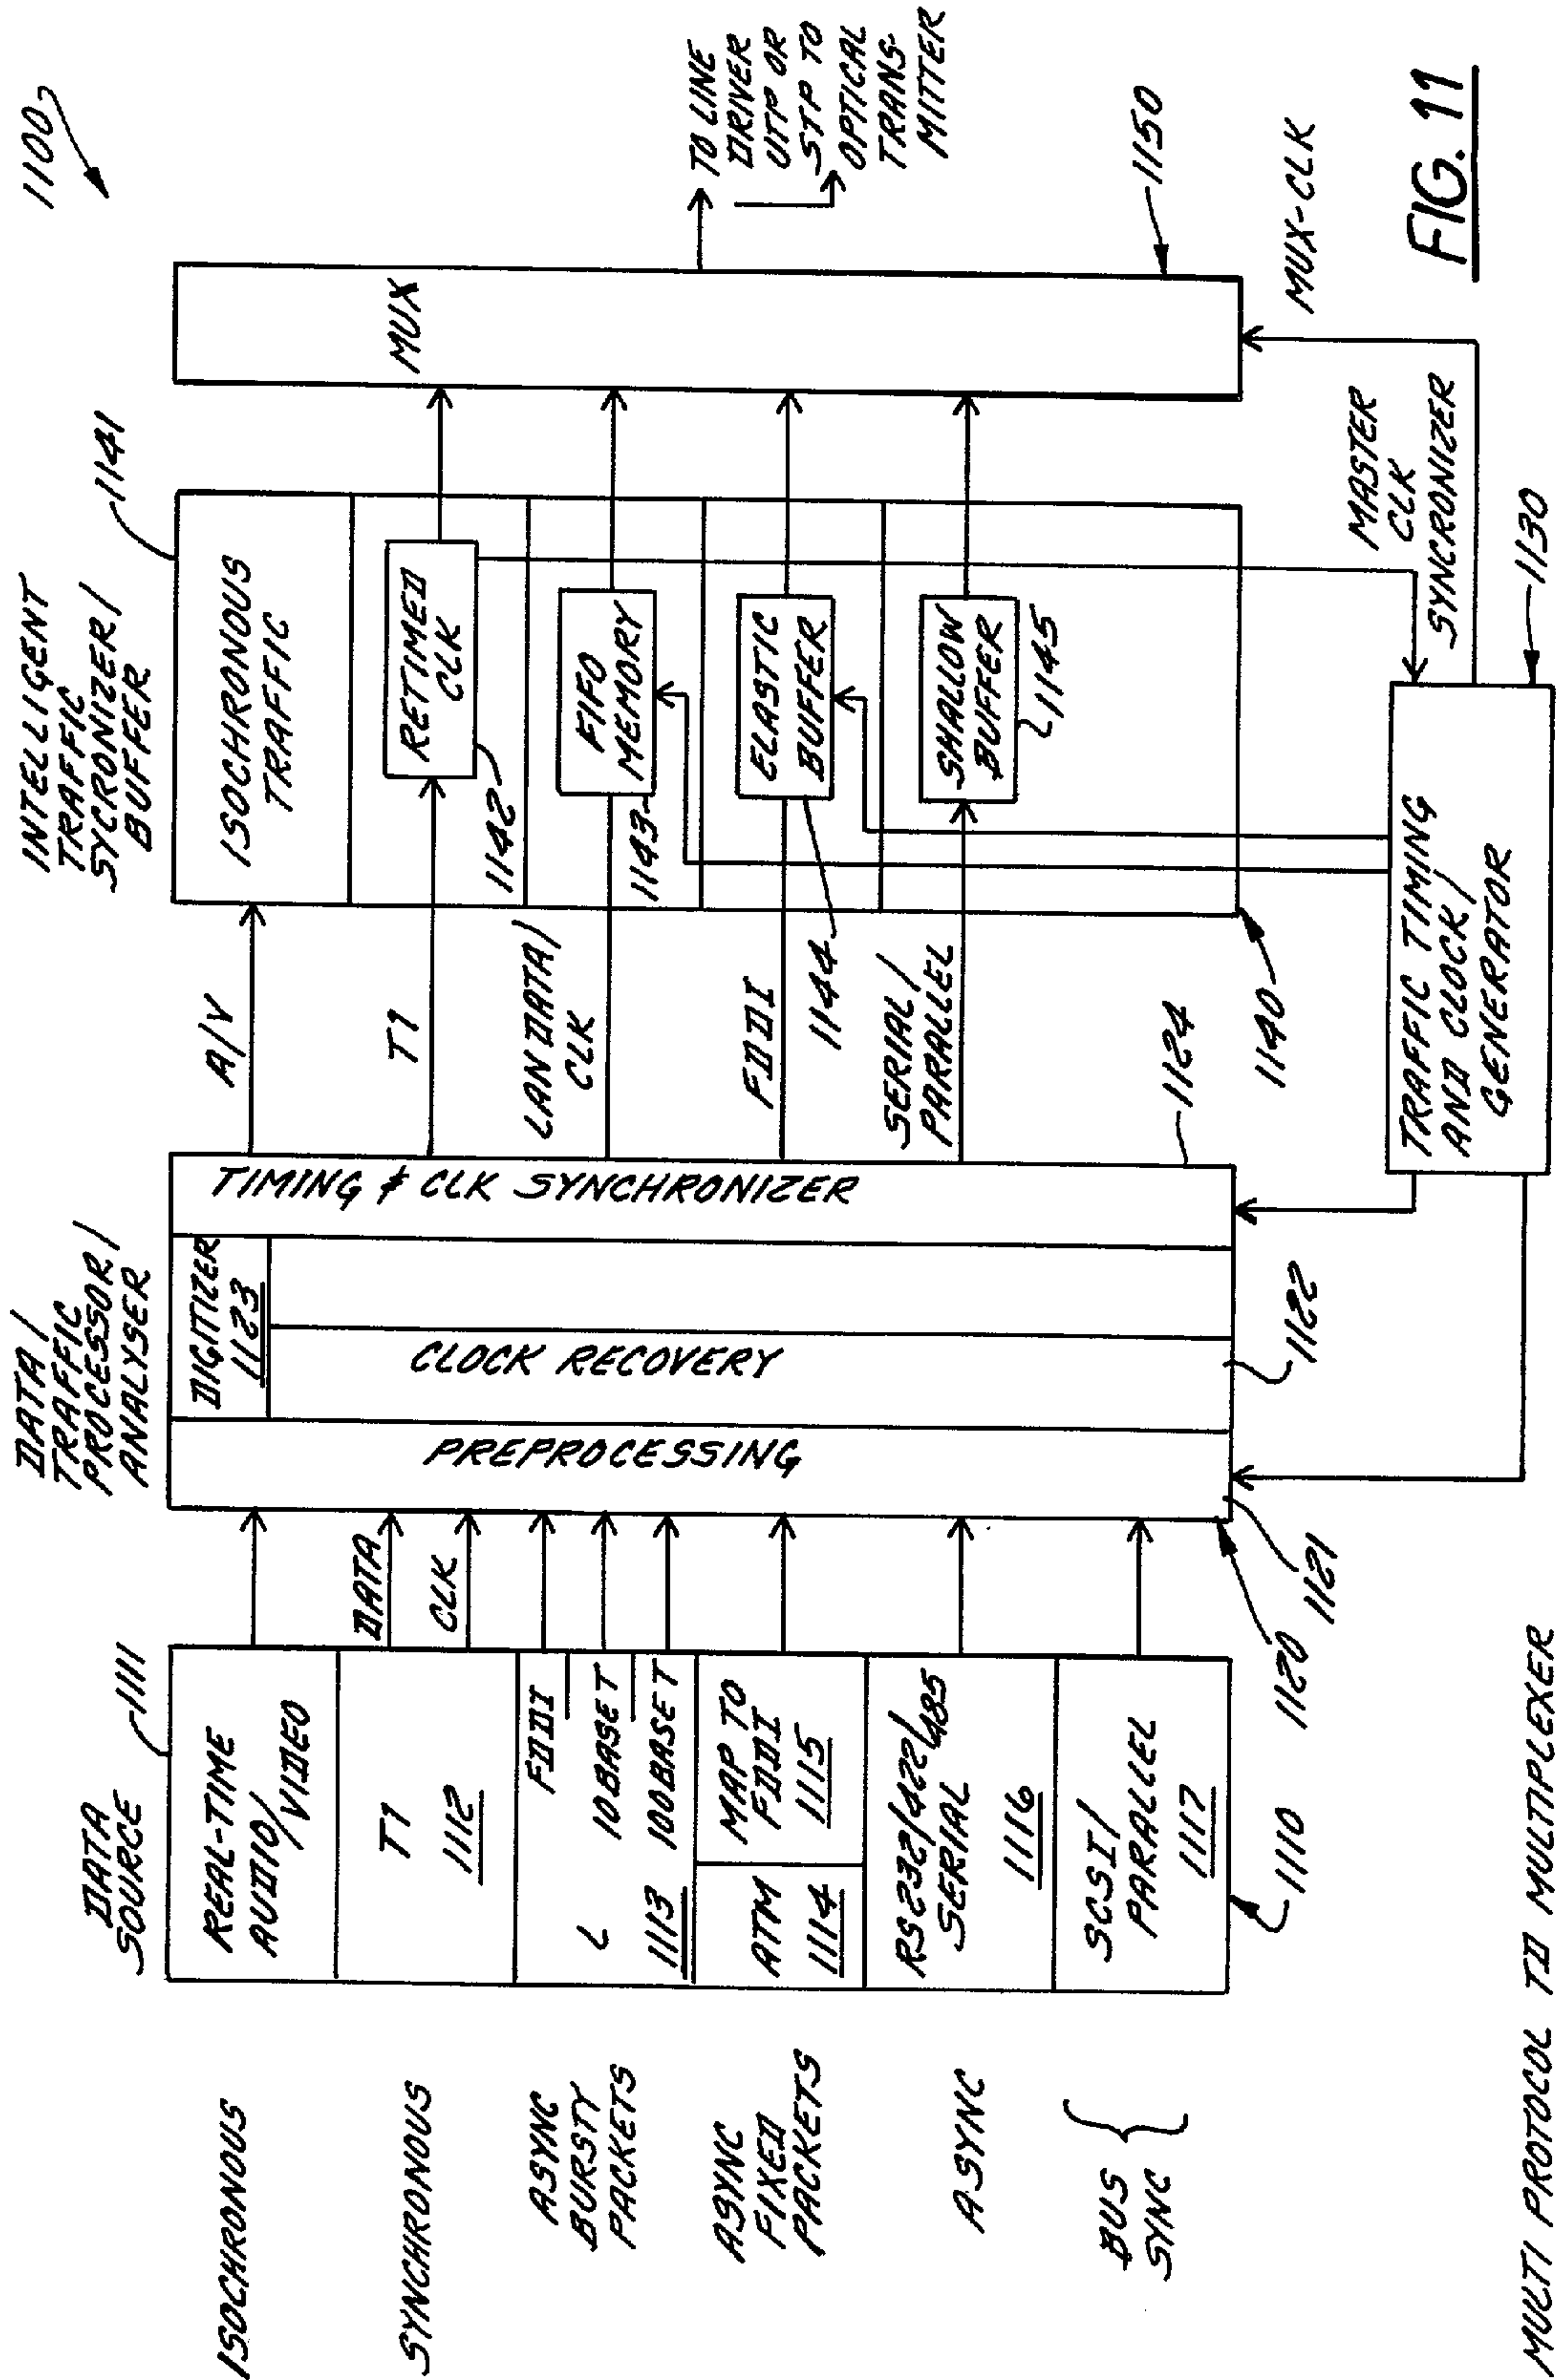 1100
DATA
SOURCE
1111
DATA /
TRAFFIC
PROCESSOR /
ANALYSER
INTELLIGENT
TRAFFIC
SYCRONIZER /
BUFFER
1141
ISOCHRONOUS
SYNCHRONOUS
ASYNC
BURSTY
PACKETS
ASYNC
FIXED
PACKETS
ASYNC
BUS
SYNC
REAL-TIME
AUDIO/
VIDEO
T1
1112
L
1113
FDDI
10BASET
100BASET
ATM
1114
MAP TO
FDDI
1115
RS232/422/485
SERIAL
1116
SCSI/
PARALLEL
1117
1110
DATA
CLK
PREPROCESSING
DIGITIZER
1123
CLOCK RECOVERY
TIMING & CLK SYNCHRONIZER
1120
1121
1122
1124
A/V
T1
LAN DATA/
CLK
FDDI
SERIAL/
PARALLEL
ISOCHRONOUS
TRAFFIC
RETIMED
CLK
1142
FIFO
MEMORY
1143
ELASTIC
BUFFER
1144
SHALLOW
BUFFER
1145
1140
MUX
1150
TO LINE
DRIVER
UTP OR
STP TO
OPTICAL
TRANS-
MITTER
MUX-CLK
MASTER
CLK
SYNCRONIZER
TRAFFIC TIMING
AND CLOCK /
GENERATOR
1130
MULTI PROTOCOL TD MULTIPLEXER
FIG. 11